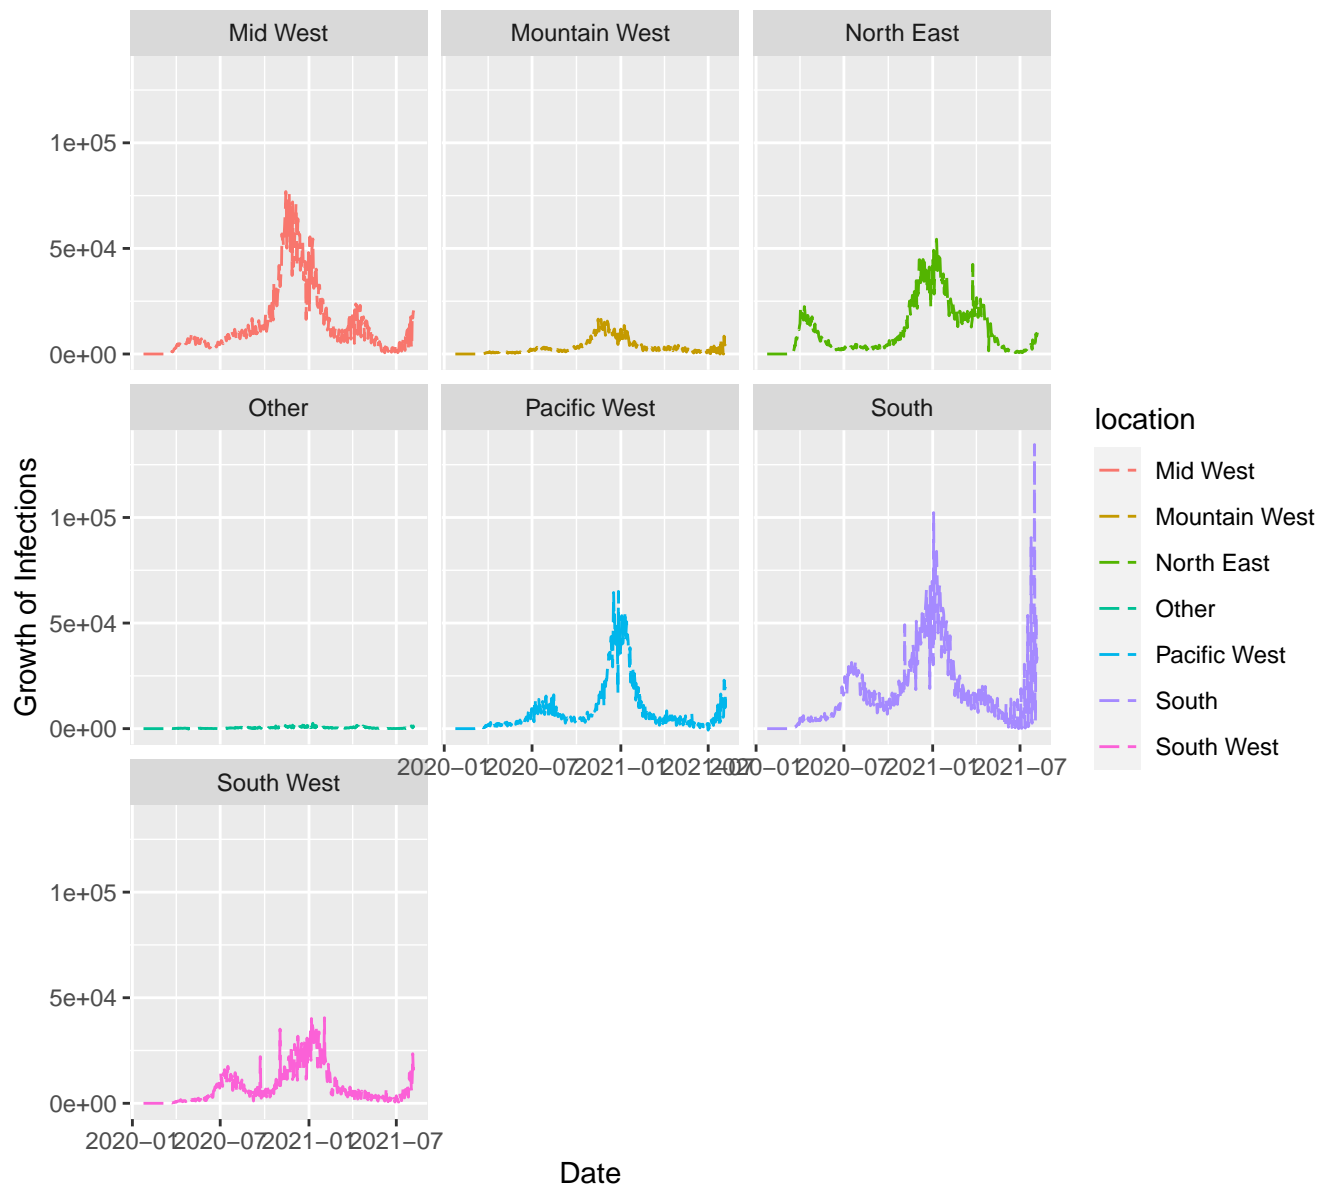 Mid West
Mountain West
North East
1e+05
5e+04
0e+00
Other
Pacific West
South
1e+05
5e+04
0e+00
2020−01
2020−07
2021−01
2021−07
2020−01
2020−07
2021−01
2021−07
South West
1e+05
5e+04
0e+00
2020−01
2020−07
2021−01
2021−07
Growth of Infections
Date
location
Mid West
Mountain West
North East
Other
Pacific West
South
South West